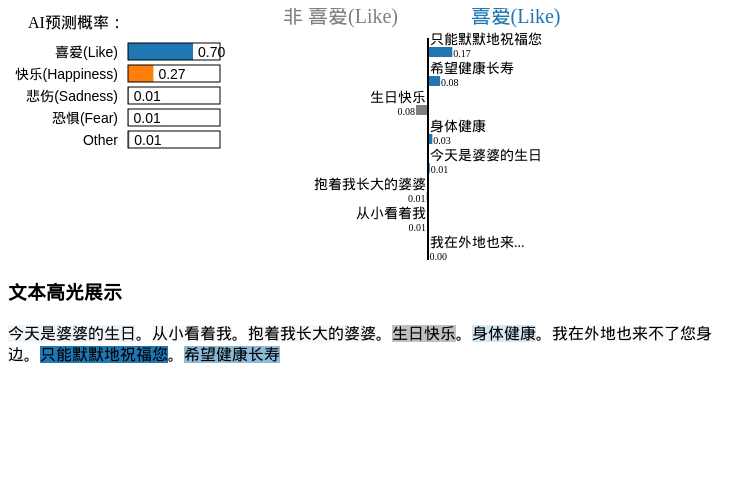 AI预测概率：
喜爱(Like) 0.70
快乐(Happiness) 0.27
悲伤(Sadness) 0.01
恐惧(Fear) 0.01
Other 0.01
非 喜爱(Like) 喜爱(Like)
只能默默地祝福您
0.17
希望健康长寿
0.08
生日快乐
0.08
身体健康
0.03
今天是婆婆的生日
0.01
抱着我长大的婆婆
0.01
从小看着我
0.01
我在外地也来...
0.00
文本高光展示
今天是婆婆的生日。从小看着我。抱着我长大的婆婆。生日快乐。身体健康。我在外地也来不了您身
边。只能默默地祝福您。希望健康长寿